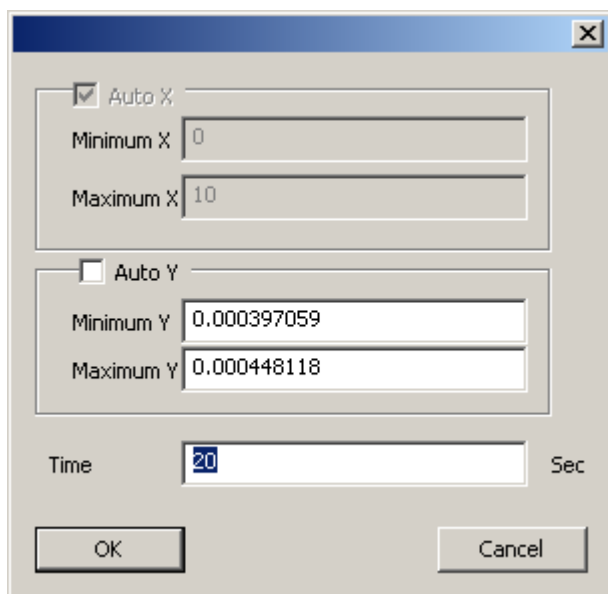 Auto X
Minimum X 0
Maximum X 10
Auto Y
Minimum Y 0.000397059
Maximum Y 0.000448118
Time 20 Sec
OK Cancel